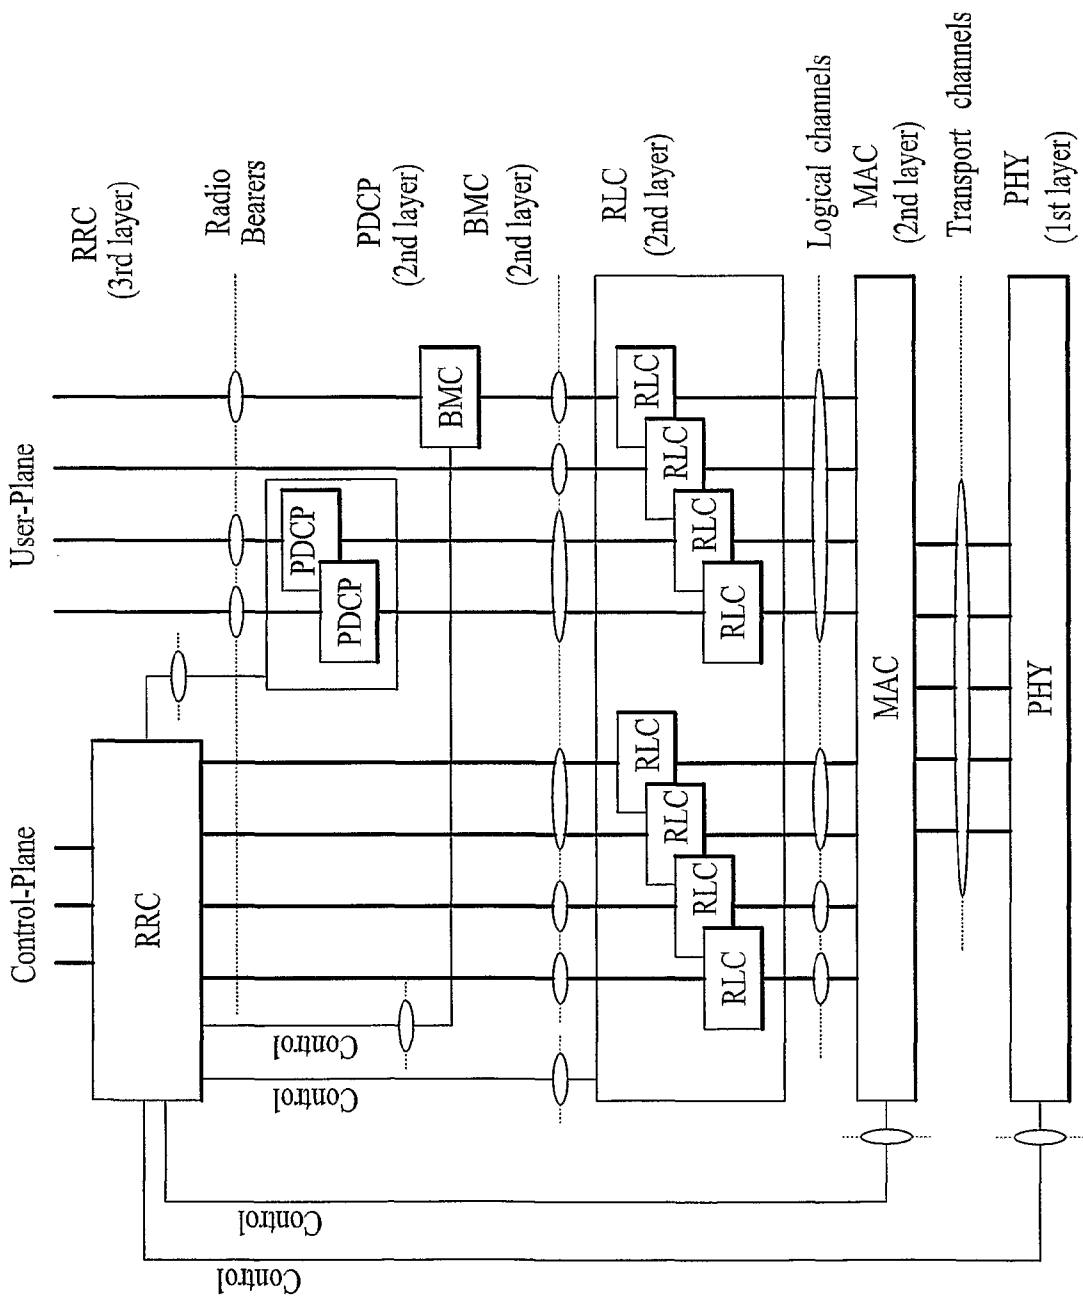 Control-Plane
User-Plane
RRC
(3rd layer)
RRC
Radio
Bearers
PDCP
PDCP
PDCP
(2nd layer)
BMC
BMC
(2nd layer)
Control
Control
Control
Control
RLC
RLC
RLC
RLC
RLC
RLC
RLC
RLC
RLC
(2nd layer)
Logical channels
MAC
MAC
(2nd layer)
Transport channels
PHY
PHY
(1st layer)